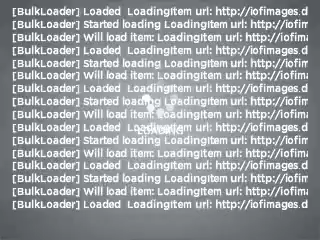 [BulkLoader] Loaded LoadingItem url: http://iofimages.d
[BulkLoader] Started loading LoadingItem url: http://iofim
[BulkLoader] Will load item: LoadingItem url: http://iofima
[BulkLoader] Loaded LoadingItem url: http://iofimages.d
[BulkLoader] Started loading LoadingItem url: http://iofim
[BulkLoader] Will load item: LoadingItem url: http://iofima
[BulkLoader] Loaded LoadingItem url: http://iofimages.d
[BulkLoader] Started loading LoadingItem url: http://iofim
[BulkLoader] Will load item: LoadingItem url: http://iofima
[BulkLoader] Loaded LoadingItem url: http://iofimages.d
LOADING
[BulkLoader] Started loading LoadingItem url: http://iofim
[BulkLoader] Will load item: LoadingItem url: http://iofima
[BulkLoader] Loaded LoadingItem url: http://iofimages.d
[BulkLoader] Started loading LoadingItem url: http://iofim
[BulkLoader] Will load item: LoadingItem url: http://iofima
[BulkLoader] Loaded LoadingItem url: http://iofimages.d